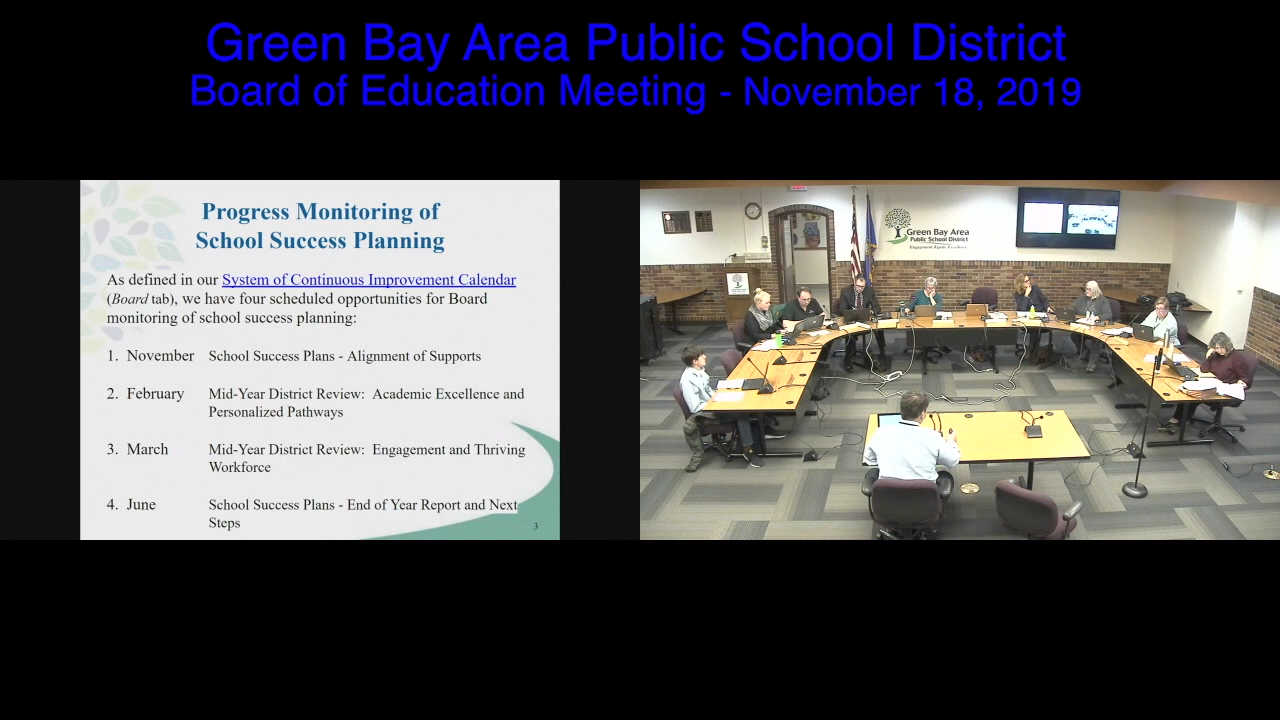 Green Bay Area Public School District
Board of Education Meeting - November 18, 2019
Progress Monitoring of
School Success Planning
As defined in our System of Continuous Improvement Calendar
(Board tab), we have four scheduled opportunities for Board
monitoring of school success planning:
1. November School Success Plans - Alignment of Supports
2. February Mid-Year District Review: Academic Excellence and
Personalized Pathways
3. March Mid-Year District Review: Engagement and Thriving
Workforce
4. June School Success Plans - End of Year Report and Next
Steps
3
Green Bay Area
Public School District
Engagement. Equity. Excellence.